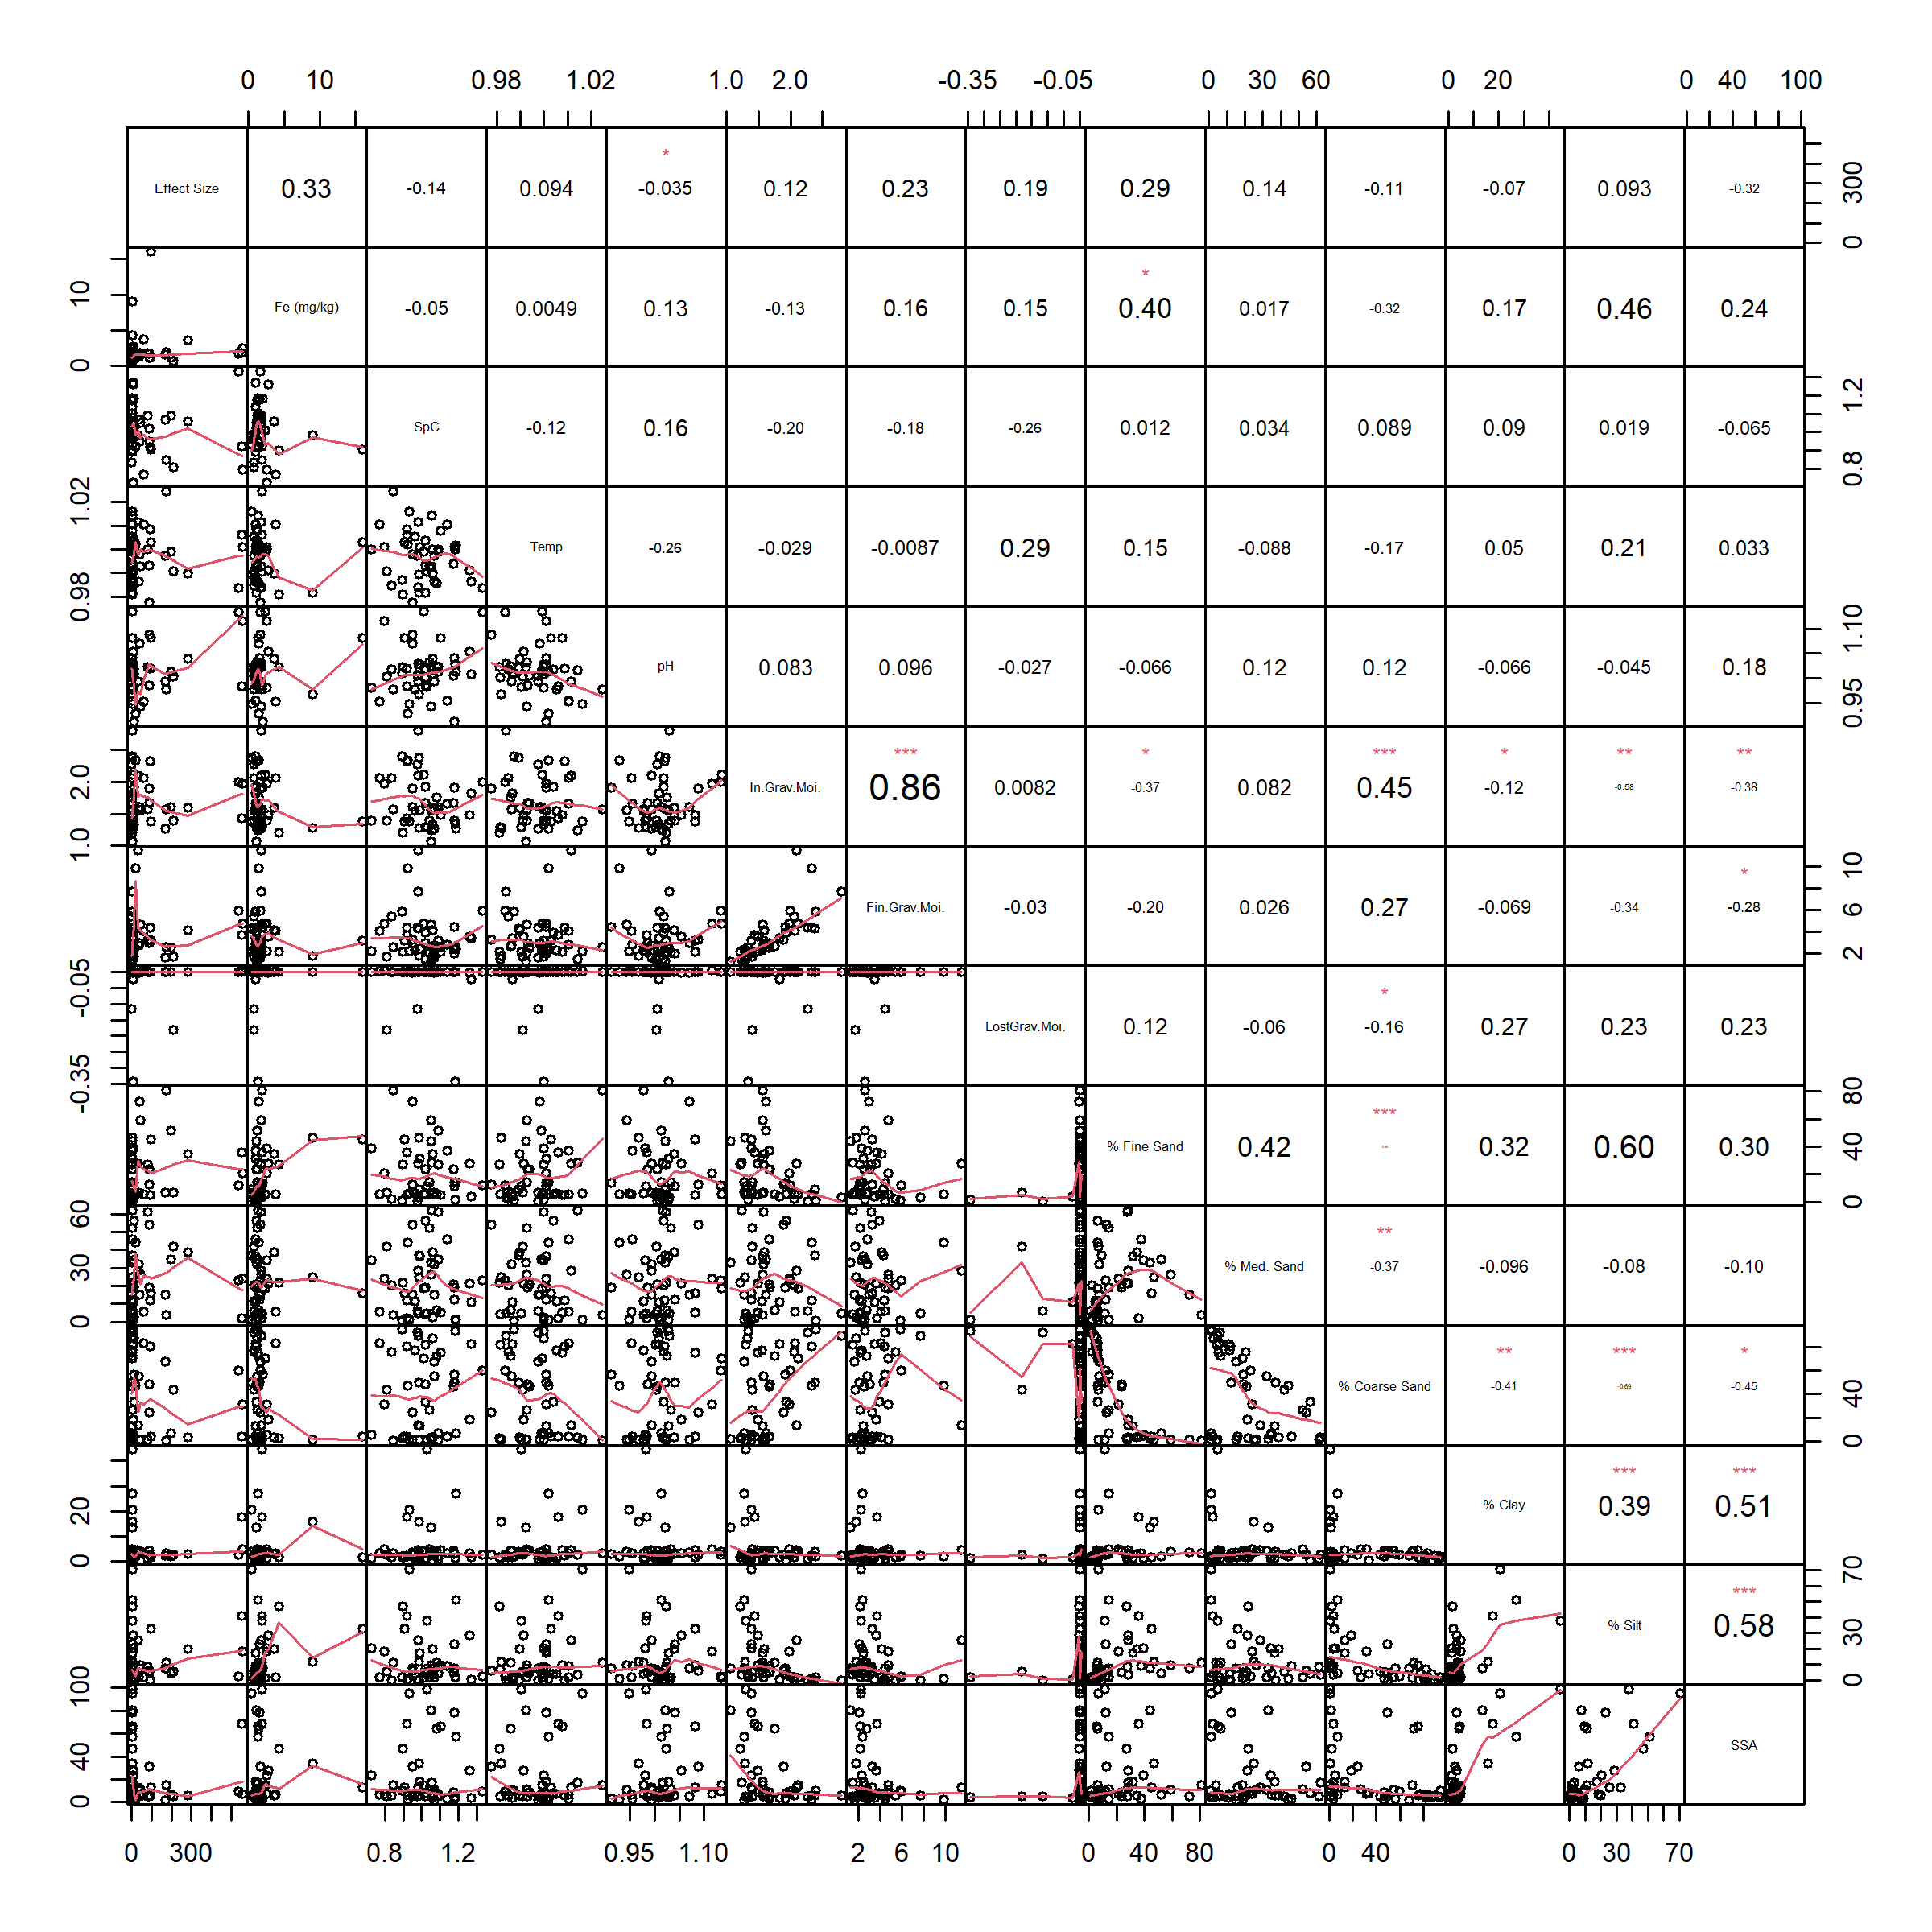 0 10 0.98 1.02 1.0 2.0 -0.35 -0.05 0 30 60 0 20 0 40 100
*
Effect Size 0.33 -0.14 0.094 -0.035 0.12 0.23 0.19 0.29 0.14 -0.11 -0.07 0.093 -0.32 0 300
*
0 10 Fe (mg/kg) -0.05 0.0049 0.13 -0.13 0.16 0.15 0.40 0.017 -0.32 0.17 0.46 0.24
SpC -0.12 0.16 -0.20 -0.18 -0.26 0.012 0.034 0.089 0.09 0.019 -0.065 0.8 1.2
0.98 1.02 Temp -0.26 -0.029 -0.0087 0.29 0.15 -0.088 -0.17 0.05 0.21 0.033
pH 0.083 0.096 -0.027 -0.066 0.12 0.12 -0.066 -0.045 0.18 0.95 1.10
*** * *** * ** **
1.0 2.0 In.Grav.Moi. 0.86 0.0082 -0.37 0.082 0.45 -0.12 -0.58 -0.38
*
Fin.Grav.Moi. -0.03 -0.20 0.026 0.27 -0.069 -0.34 -0.28 2 6 10
*
-0.35 -0.05 LostGrav.Moi. 0.12 -0.06 -0.16 0.27 0.23 0.23
***
% Fine Sand 0.42 0.32 0.60 0.30 0 40 80
**
0 30 60 % Med. Sand -0.37 -0.096 -0.08 -0.10
** *** *
% Coarse Sand -0.41 -0.69 -0.45 0 40
*** ***
0 20 % Clay 0.39 0.51
***
% Silt 0.58 0 30 70
0 40 100 SSA
0 300 0.8 1.2 0.95 1.10 2 6 10 0 40 80 0 40 0 30 70